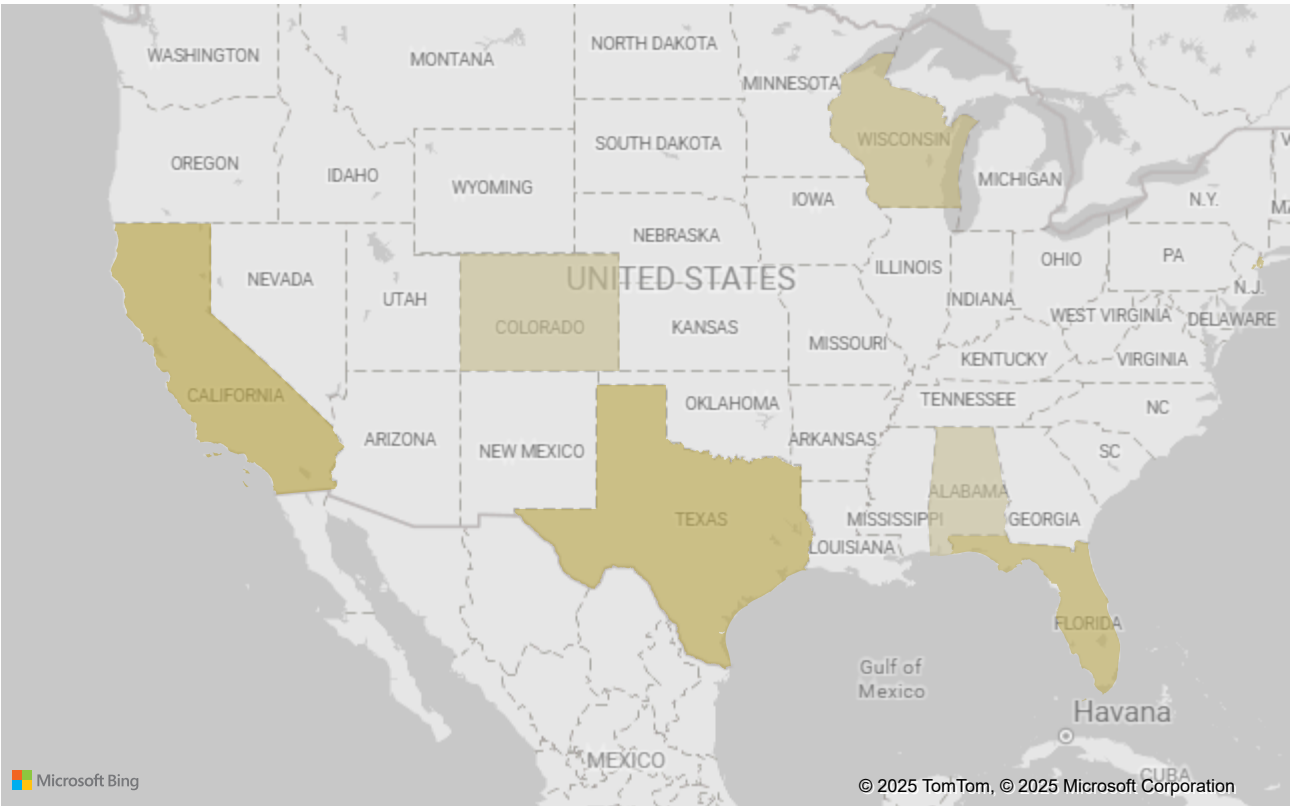 WASHINGTON
MONTANA
NORTH DAKOTA
MINNESOTA
OREGON
IDAHO
WYOMING
SOUTH DAKOTA
WISCONSIN
MICHIGAN
IOWA
N.Y.
NEBRASKA
NEVADA
UTAH
UNITED STATES
ILLINOIS
OHIO
PA
N.J.
COLORADO
KANSAS
INDIANA
WEST VIRGINIA
DELAWARE
MISSOURI
KENTUCKY
VIRGINIA
CALIFORNIA
OKLAHOMA
TENNESSEE
NC
ARIZONA
NEW MEXICO
ARKANSAS
SC
ALABAMA
TEXAS
MISSISSIPPI
GEORGIA
LOUISIANA
FLORIDA
Gulf of
Mexico
Havana
MEXICO
CUBA
Microsoft Bing
© 2025 TomTom, © 2025 Microsoft Corporation